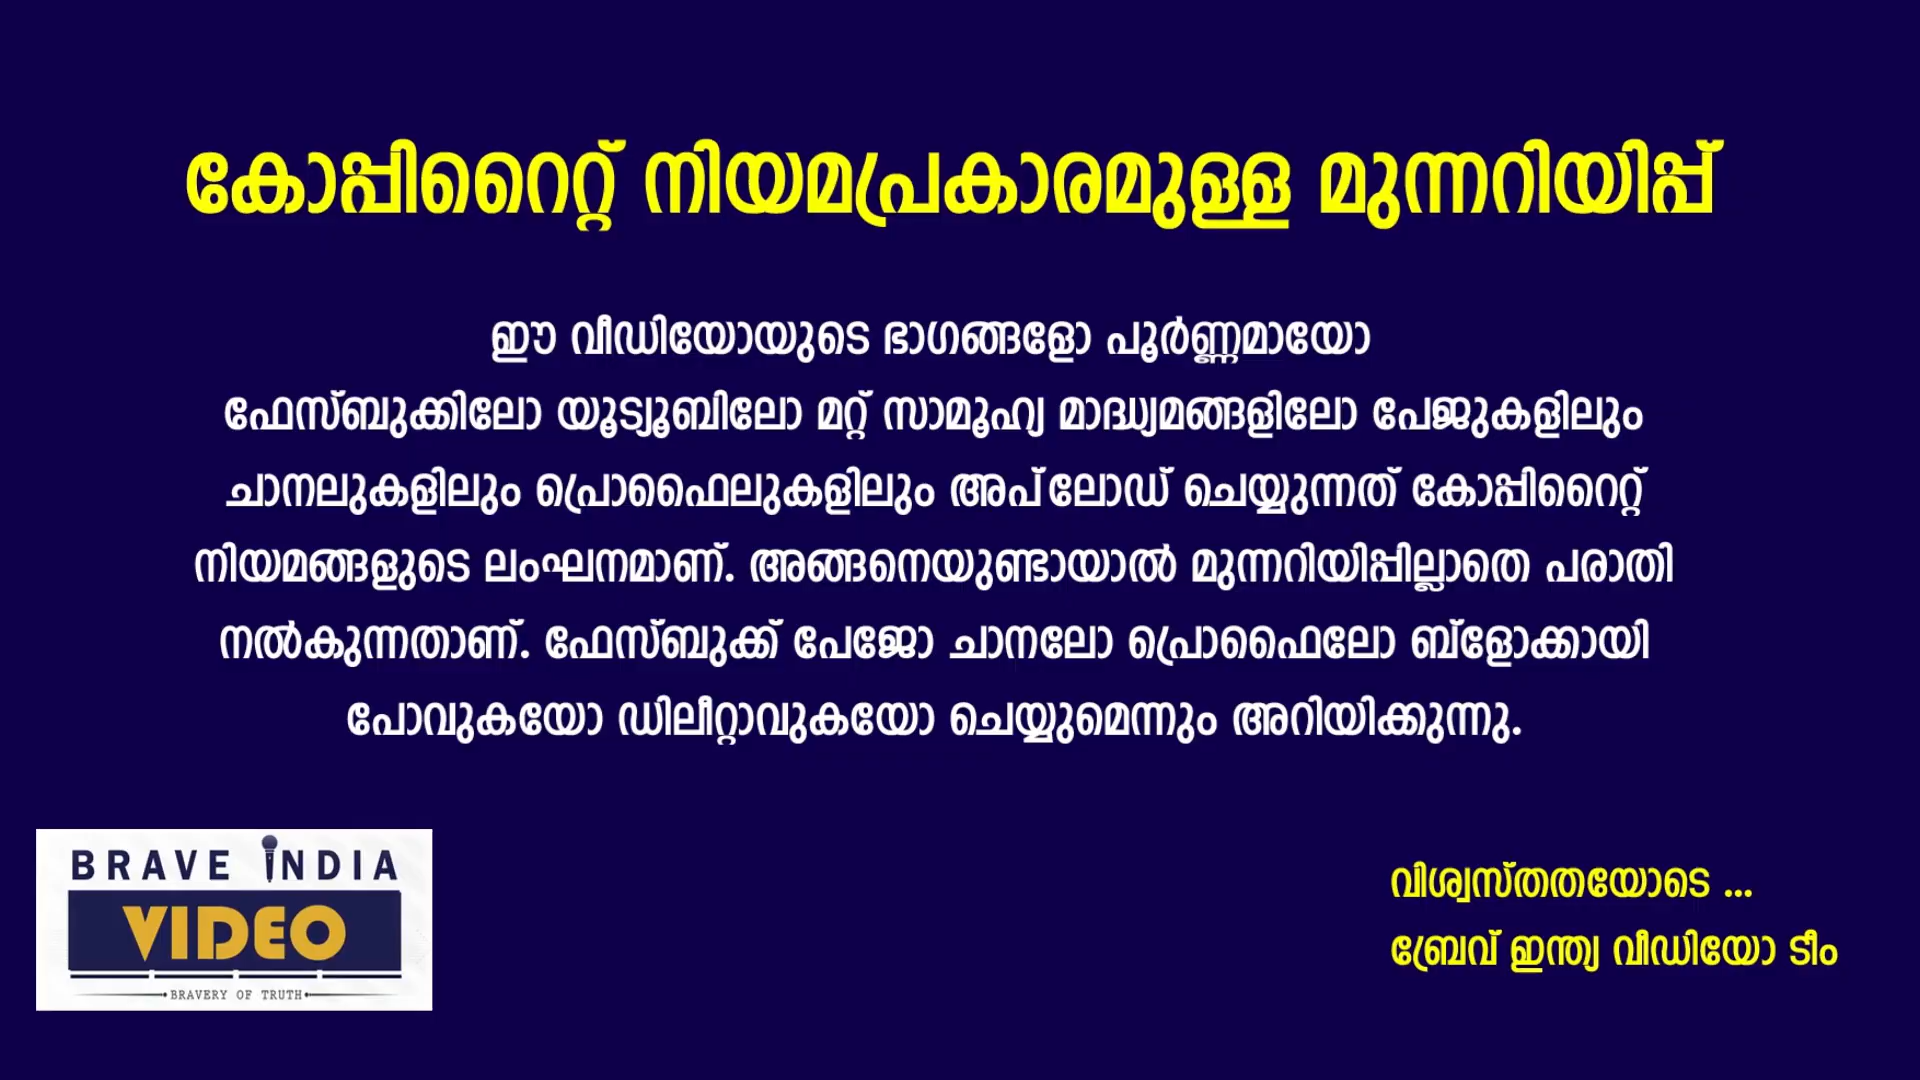 കോപ്പിറൈറ്റ് നിയമപ്രകാരമുള്ള മുന്നറിയിപ്പ്
ഈ വീഡിയോയുടെ ഭാഗങ്ങളോ പൂർണ്ണമായോ
ഫേസ്ബുക്കിലോ യൂട്യൂബിലോ മറ്റ് സാമൂഹ്യ മാദ്ധ്യമങ്ങളിലോ പേജുകളിലും
ചാനലുകളിലും പ്രൊഫൈലുകളിലും അപ്‌ലോഡ് ചെയ്യുന്നത് കോപ്പിറൈറ്റ്
നിയമങ്ങളുടെ ലംഘനമാണ്. അങ്ങനെയുണ്ടായാൽ മുന്നറിയിപ്പില്ലാതെ പരാതി
നൽകുന്നതാണ്. ഫേസ്ബുക്ക് പേജോ ചാനലോ പ്രൊഫൈലോ ബ്ളോക്കായി
പോവുകയോ ഡിലീറ്റാവുകയോ ചെയ്യുമെന്നും അറിയിക്കുന്നു.
BRAVE INDIA
VIDEO
BRAVERY OF TRUTH
വിശ്വസ്തതയോടെ ...
ബ്രേവ് ഇന്ത്യ വീഡിയോ ടീം